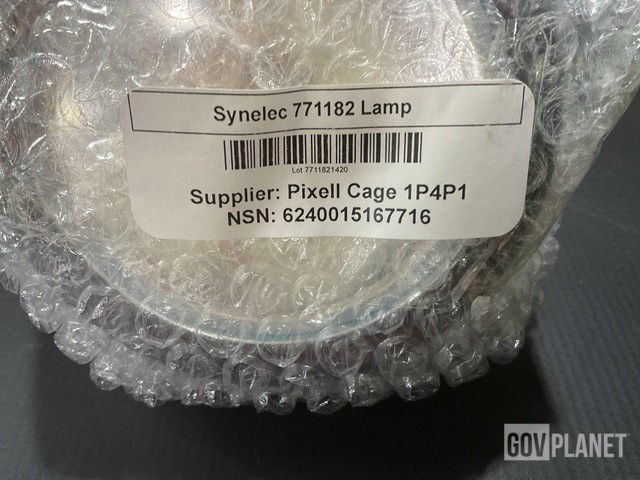 Synelec 771182 Lamp
Lot 7711821420
Supplier: Pixell Cage 1P4P1
NSN: 6240015167716
GOVPLANET